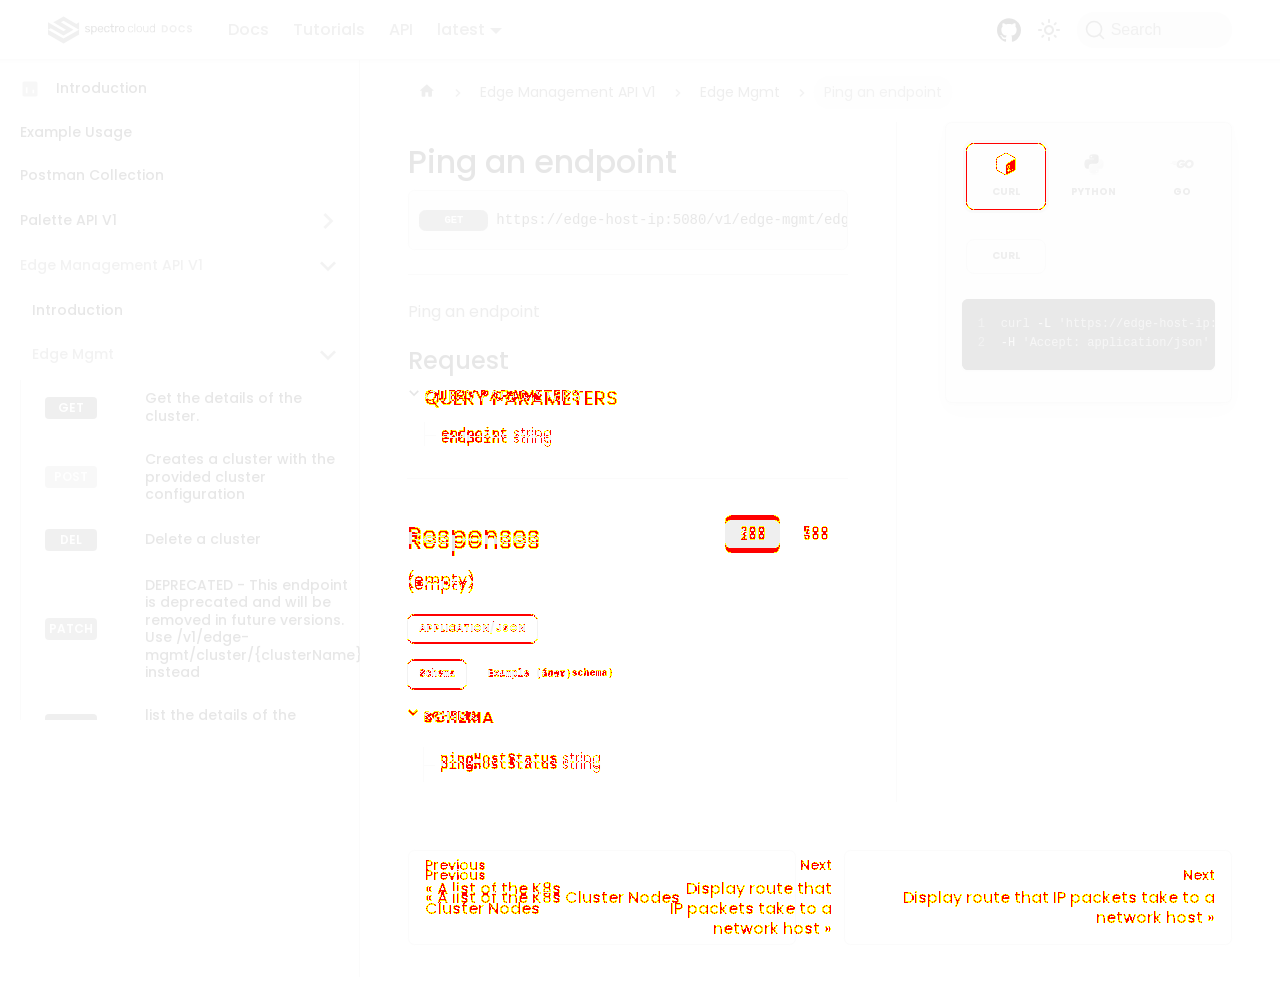 spectro cloud DOCS Docs Tutorials API latest Search
Introduction
Example Usage
Postman Collection
Palette API V1
Edge Management API V1
Introduction
Edge Mgmt
GET Get the details of the
cluster.
POST Creates a cluster with the
provided cluster
configuration
DEL Delete a cluster
PATCH DEPRECATED - This endpoint
is deprecated and will be
removed in future versions.
Use /v1/edge-
mgmt/cluster/{clusterName}
instead
list the details of the
Edge Management API V1 Edge Mgmt Ping an endpoint
Ping an endpoint
GET https://edge-host-ip:5080/v1/edge-mgmt/edg
Ping an endpoint
Request
QUERY PARAMETERS
endpoint string
Responses 200 500
(empty)
application/json
Schema Example (from schema)
SCHEMA
pingHostStatus string
Previous
Previous
« A list of the K8s
« A list of the K8s Cluster Nodes
Cluster Nodes
Next
Display route that
IP packets take to a
network host »
Next
Display route that IP packets take to a
network host »
CURL PYTHON GO
CURL
1 curl -L 'https://edge-host-ip:
2 -H 'Accept: application/json'